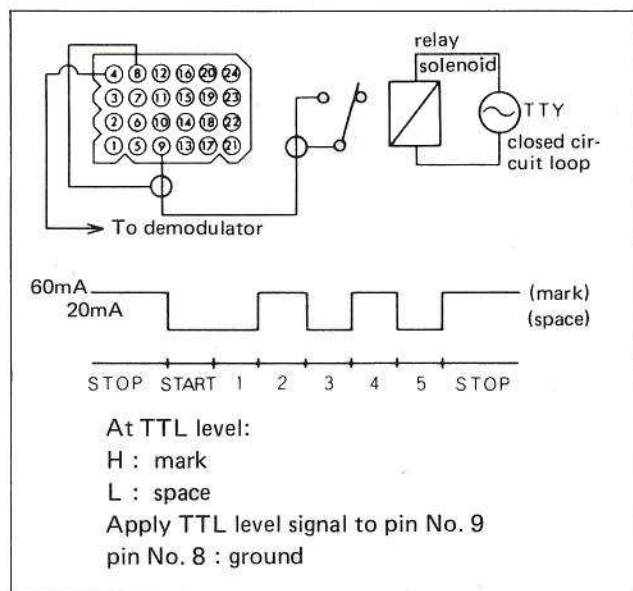 relay
solenoid
TTY
closed cir-
cuit loop
4 8 12 16 20 24
3 7 11 15 19 23
2 6 10 14 18 22
1 5 9 13 17 21
To demodulator
60mA
20mA
(mark)
(space)
STOP START 1 2 3 4 5 STOP
At TTL level:
H : mark
L : space
Apply TTL level signal to pin No. 9
pin No. 8 : ground